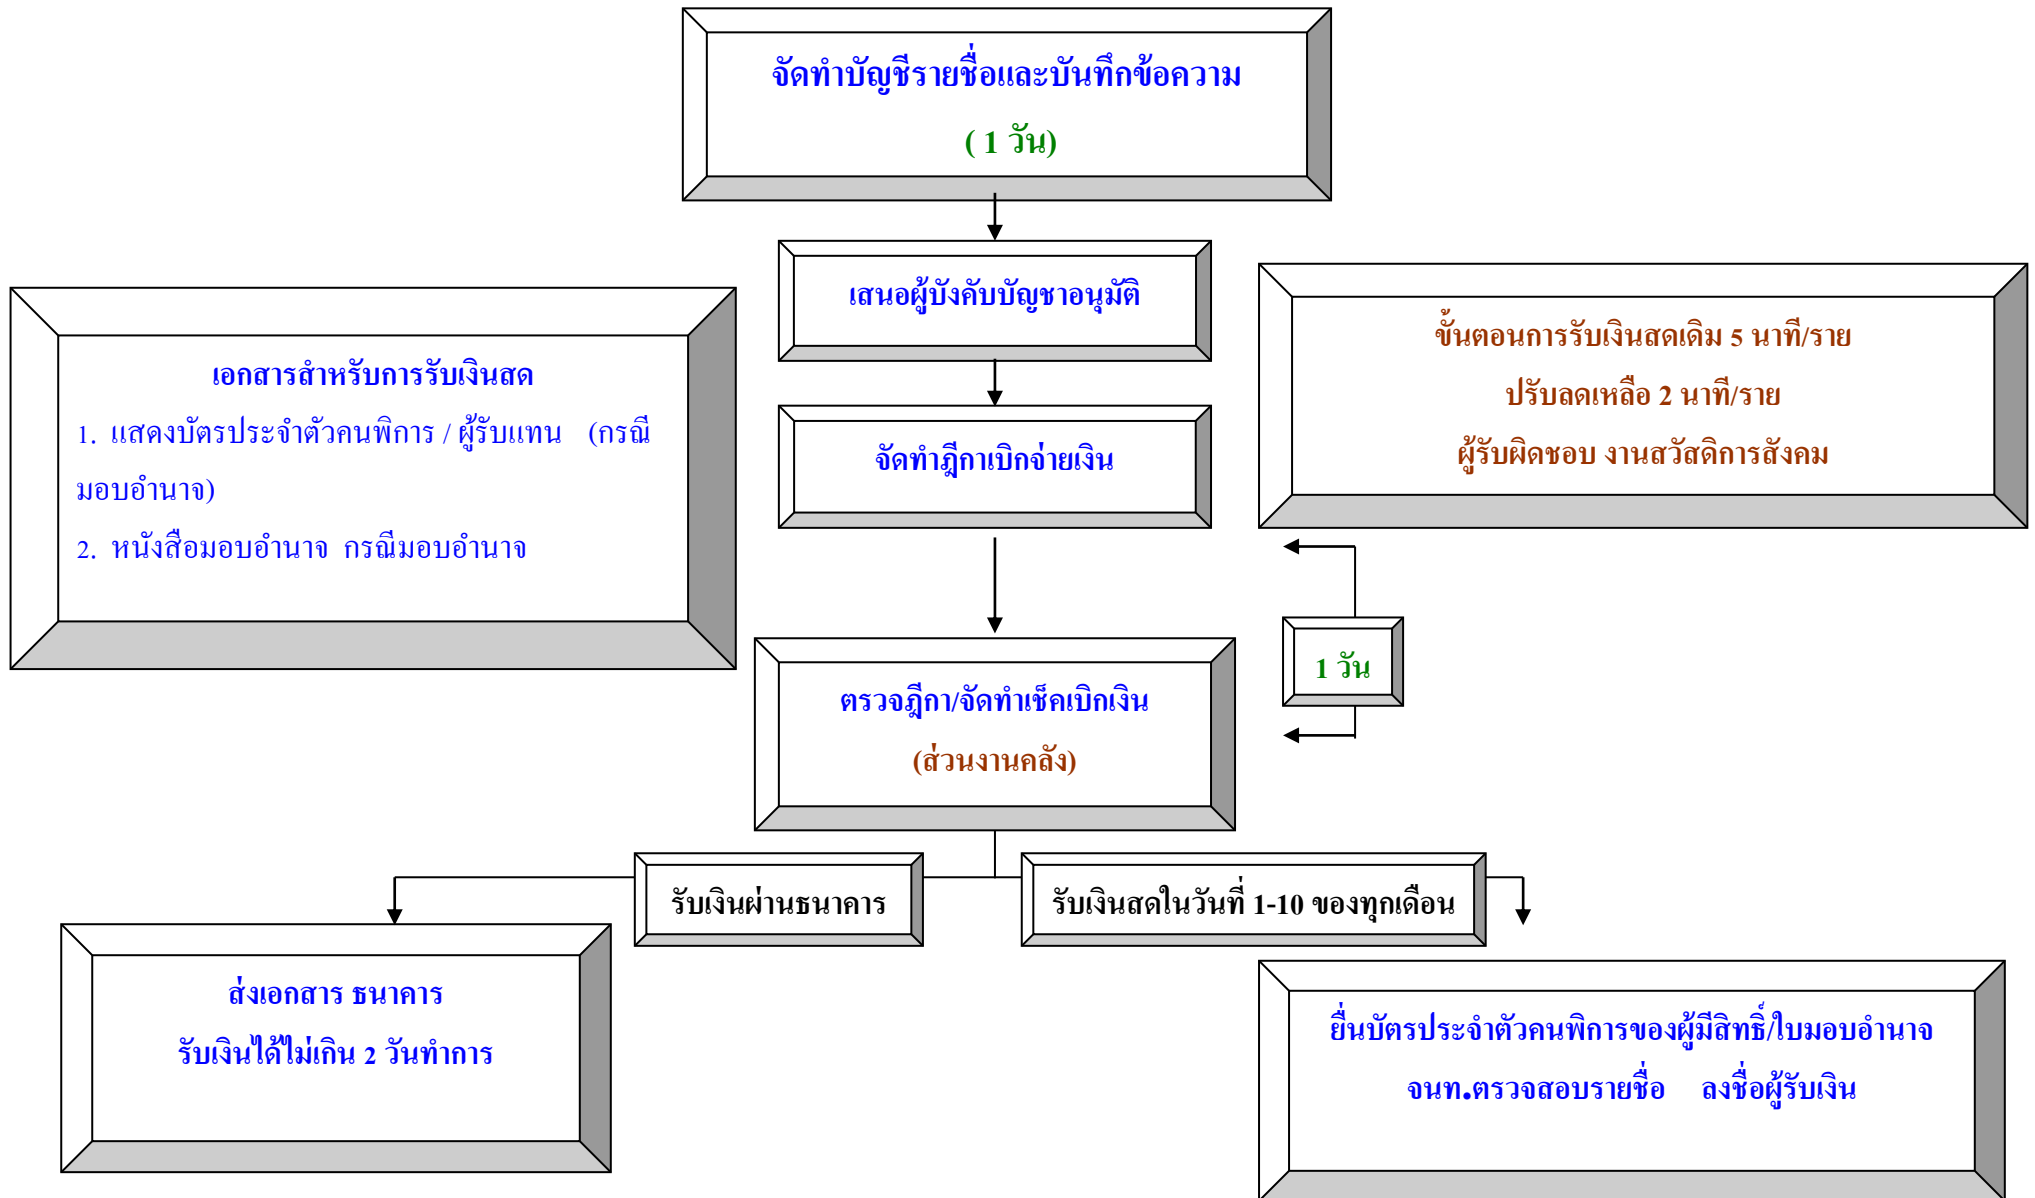 จัดทำบัญชีรายชื่อและบันทึกข้อความ
( 1 วัน)
เสนอผู้บังคับบัญชาอนุมัติ
เอกสารสำหรับการรับเงินสด
1. แสดงบัตรประจำตัวคนพิการ / ผู้รับแทน (กรณี
มอบอำนาจ)
2. หนังสือมอบอำนาจ กรณีมอบอำนาจ
ขั้นตอนการรับเงินสดเดิม 5 นาที/ราย
ปรับลดเหลือ 2 นาที/ราย
ผู้รับผิดชอบ งานสวัสดิการสังคม
จัดทำฎีกาเบิกจ่ายเงิน
1 วัน
ตรวจฎีกา/จัดทำเช็คเบิกเงิน
(ส่วนงานคลัง)
รับเงินผ่านธนาคาร
รับเงินสดในวันที่ 1-10 ของทุกเดือน
ส่งเอกสาร ธนาคาร
รับเงินได้ไม่เกิน 2 วันทำการ
ยื่นบัตรประจำตัวคนพิการของผู้มีสิทธิ์/ใบมอบอำนาจ
จนท.ตรวจสอบรายชื่อ ลงชื่อผู้รับเงิน